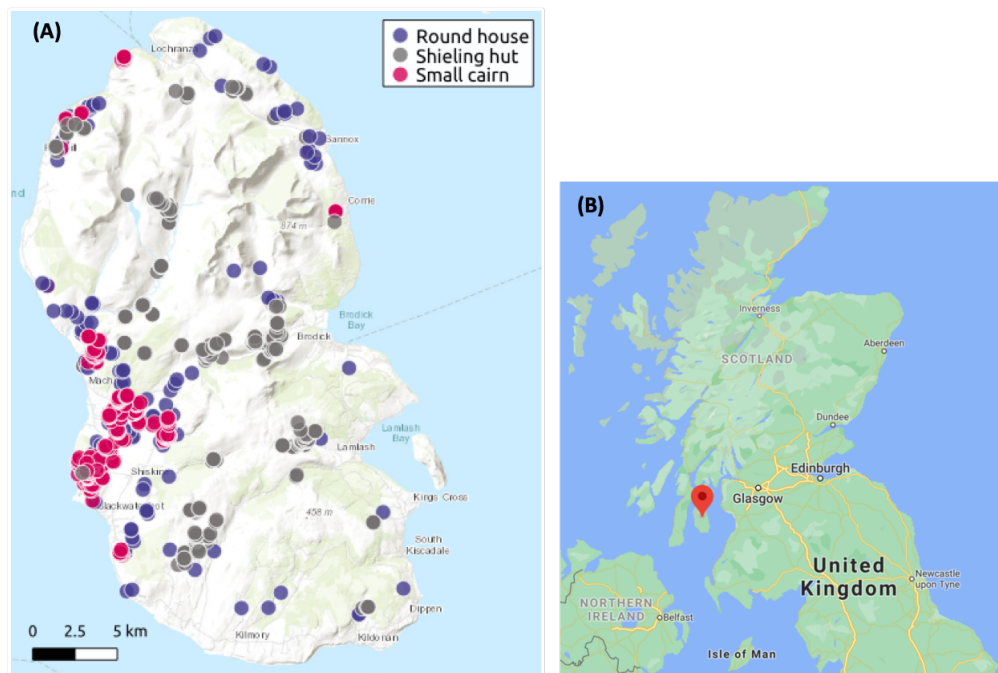 (A)
Round house
Shieling hut
Small cairn
Lochranza
Sannox
nd
Corrie
874 m
Brodick
Bay
Brodick
Lamlash
Bay
Lamlash
Shiskin
Kings Cross
458 m
South
Kiscadale
Dippen
Kilmory
Kildonan
0 2.5 5 km
(B)
Inverness
SCOTLAND
Aberdeen
Dundee
Edinburgh
Glasgow
United
Kingdom
Newcastle
upon Tyne
NORTHERN
IRELAND
Belfast
Isle of Man